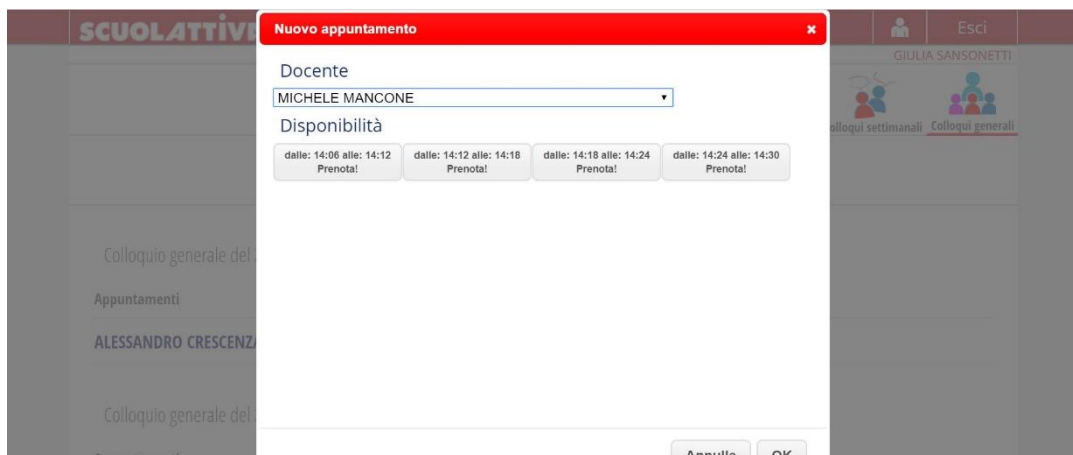 SCUOLATTIV
Nuovo appuntamento
Esci
GIULIA SANSONETTI
Docente
MICHELE MANCONE
olloqui settimanali Colloqui generali
Disponibilità
dalle: 14:06 alle: 14:12 dalle: 14:12 alle: 14:18 dalle: 14:18 alle: 14:24 dalle: 14:24 alle: 14:30
Prenota! Prenota! Prenota! Prenota!
Colloquio generale del
Appuntamenti
ALESSANDRO CRESCENZ
Colloquio generale del
Annulla OK